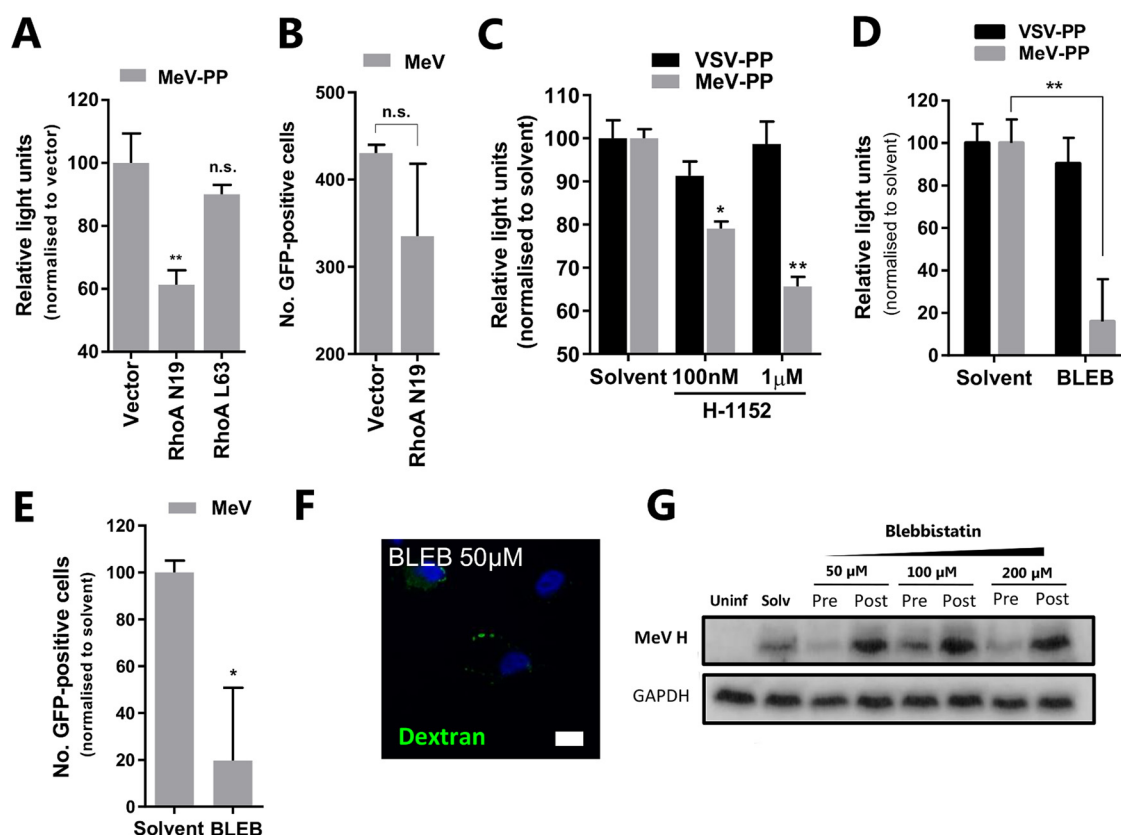 A
MeV-PP
Relative light units
(normalised to vector)
120
100
80
60
40
n.s.
**
Vector
RhoA N19
RhoA L63
B
MeV
No. GFP-positive cells
500
400
300
200
n.s.
Vector
RhoA N19
C
VSV-PP
MeV-PP
Relative light units
(normalised to solvent)
110
100
90
80
70
60
50
*
**
Solvent 100nM 1μM
H-1152
D
VSV-PP
MeV-PP
Relative light units
(normalised to solvent)
120
100
80
60
40
20
0
**
Solvent BLEB
E
MeV
No. GFP-positive cells
(normalised to solvent)
120
100
80
60
40
20
0
*
Solvent BLEB
F
BLEB 50μM
Dextran
G
Blebbistatin
50 μM 100 μM 200 μM
Uninf Solv Pre Post Pre Post Pre Post
MeV H
GAPDH